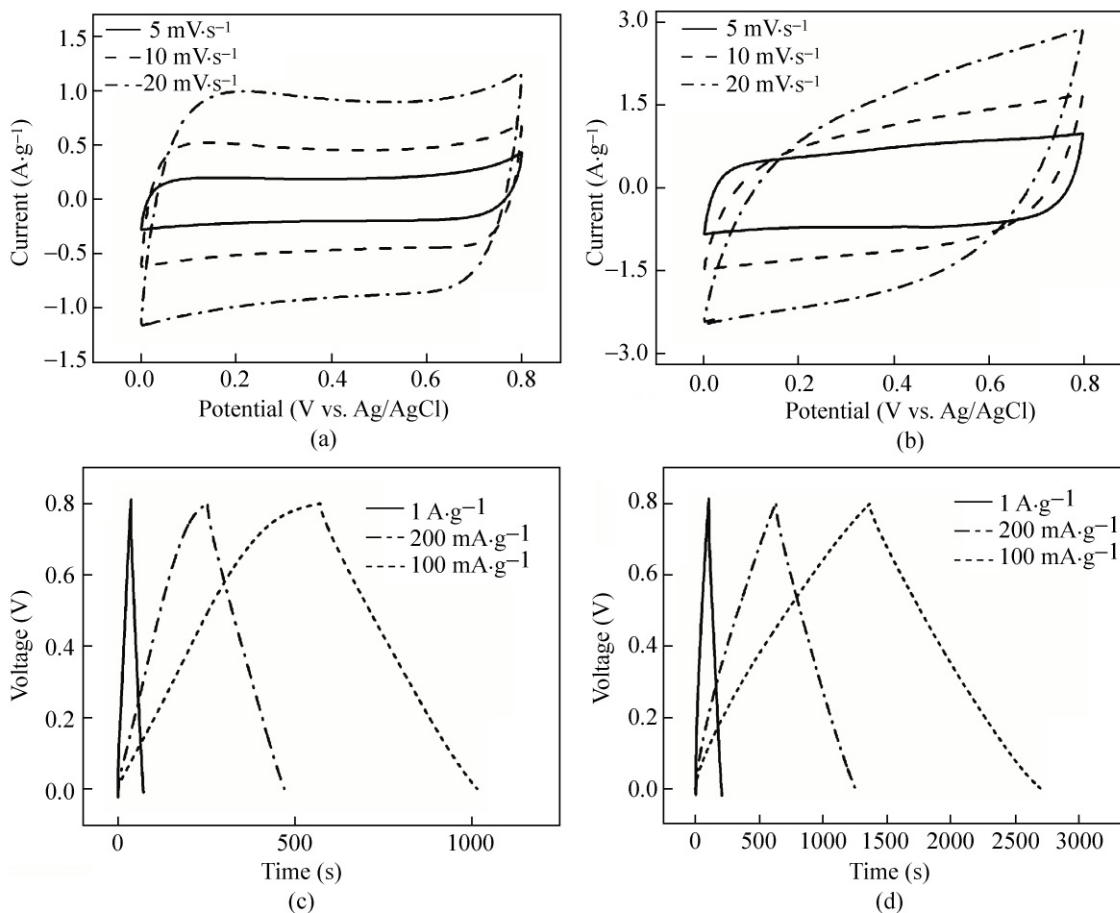 5 mV·s⁻¹
10 mV·s⁻¹
20 mV·s⁻¹
1.5
1.0
0.5
0.0
−0.5
−1.0
−1.5
Current (A·g⁻¹)
0.0 0.2 0.4 0.6 0.8
Potential (V vs. Ag/AgCl)
(a)
5 mV·s⁻¹
10 mV·s⁻¹
20 mV·s⁻¹
3.0
1.5
0.0
−1.5
−3.0
Current (A·g⁻¹)
0.0 0.2 0.4 0.6 0.8
Potential (V vs. Ag/AgCl)
(b)
1 A·g⁻¹
200 mA·g⁻¹
100 mA·g⁻¹
0.8
0.6
0.4
0.2
0.0
Voltage (V)
0 500 1000
Time (s)
(c)
1 A·g⁻¹
200 mA·g⁻¹
100 mA·g⁻¹
0.8
0.6
0.4
0.2
0.0
Voltage (V)
0 500 1000 1500 2000 2500 3000
Time (s)
(d)